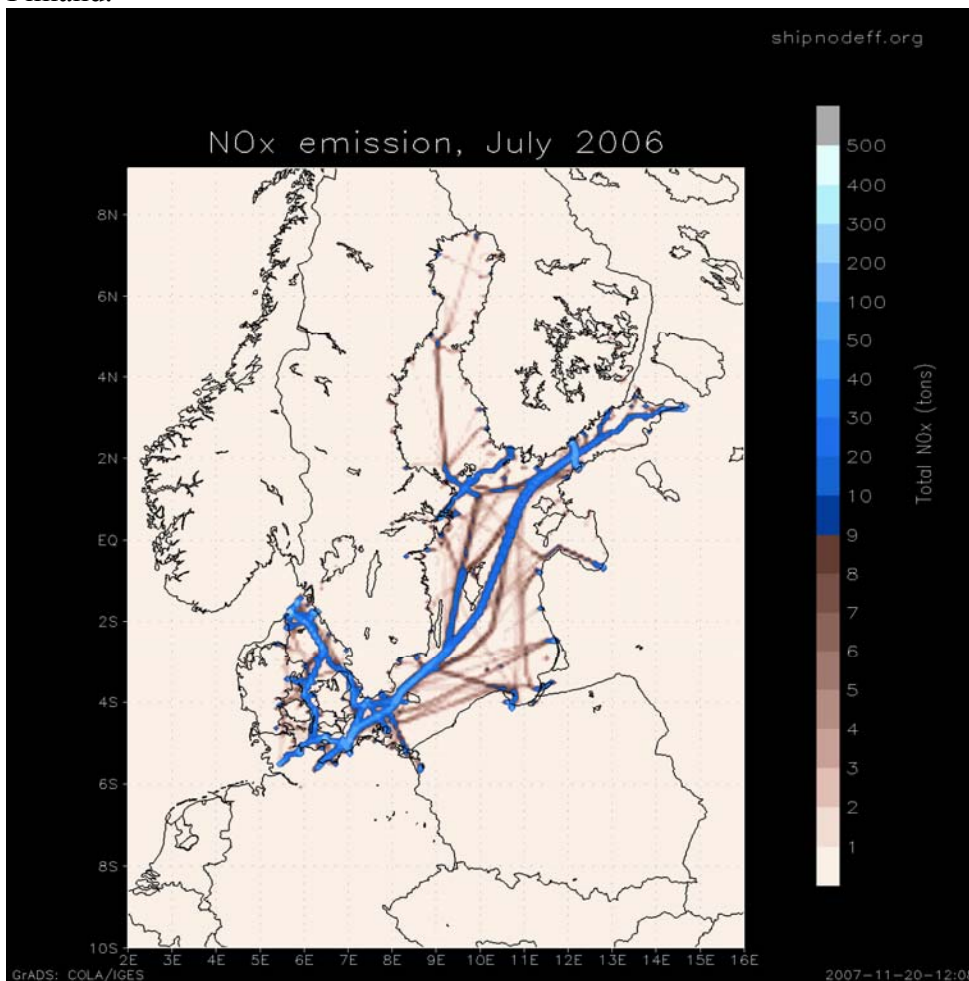 Finland.
shipnodeff.org
NOx emission, July 2006
500
400
300
200
100
50
40
30
20
10
9
8
7
6
5
4
3
2
1
Total NOx (tons)
8N
6N
4N
2N
EQ
2S
4S
6S
8S
10S
2E 3E 4E 5E 6E 7E 8E 9E 10E 11E 12E 13E 14E 15E 16E
GrADS: COLA/IGES
2007-11-20-12:08